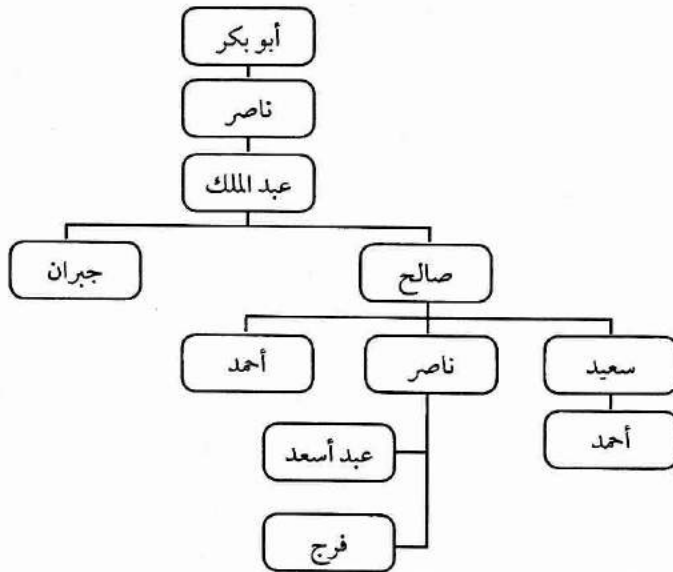 أبو بكر
ناصر
عبد الملك
صالح
جبران
سعيد
ناصر
أحمد
أحمد
عبد أسعد
فرج